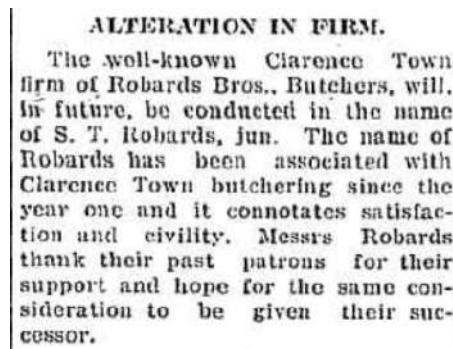 ALTERATION IN FIRM.
The well-known Clarence Town
firm of Robards Bros., Butchers, will,
in future, be conducted in the name
of S. T. Robards, jun. The name of
Robards has been associated with
Clarence Town butchering since the
year one and it connotates satisfac-
tion and civility. Messrs Robards
thank their past patrons for their
support and hope for the same con-
sideration to be given their suc-
cessor.